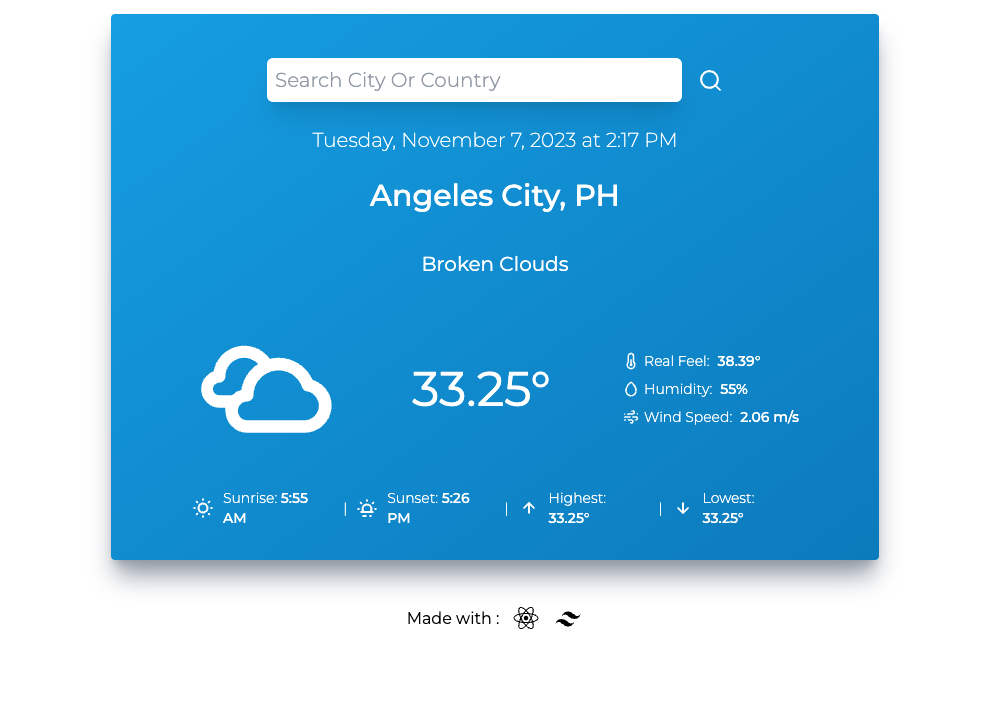 Search City Or Country
Tuesday, November 7, 2023 at 2:17 PM
Angeles City, PH
Broken Clouds
33.25°
Real Feel: 38.39°
Humidity: 55%
Wind Speed: 2.06 m/s
Sunrise: 5:55
AM
|
Sunset: 5:26
PM
|
Highest:
33.25°
|
Lowest:
33.25°
Made with :